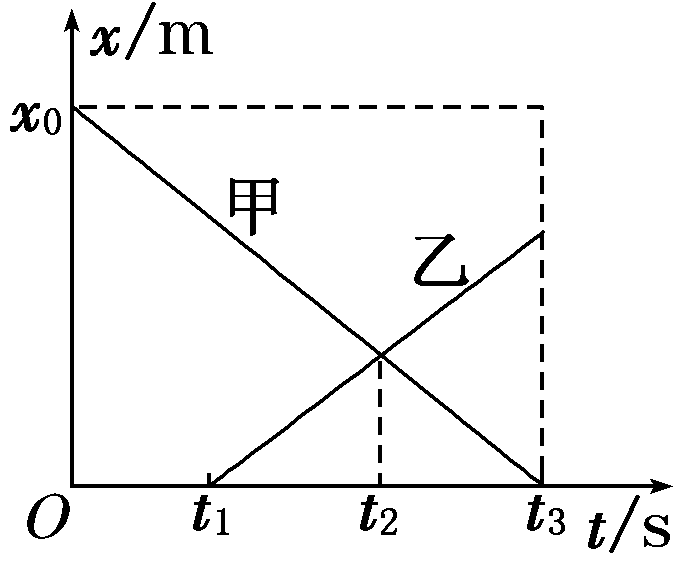 x/m
x₀
甲
乙
O t₁ t₂ t₃ t/s